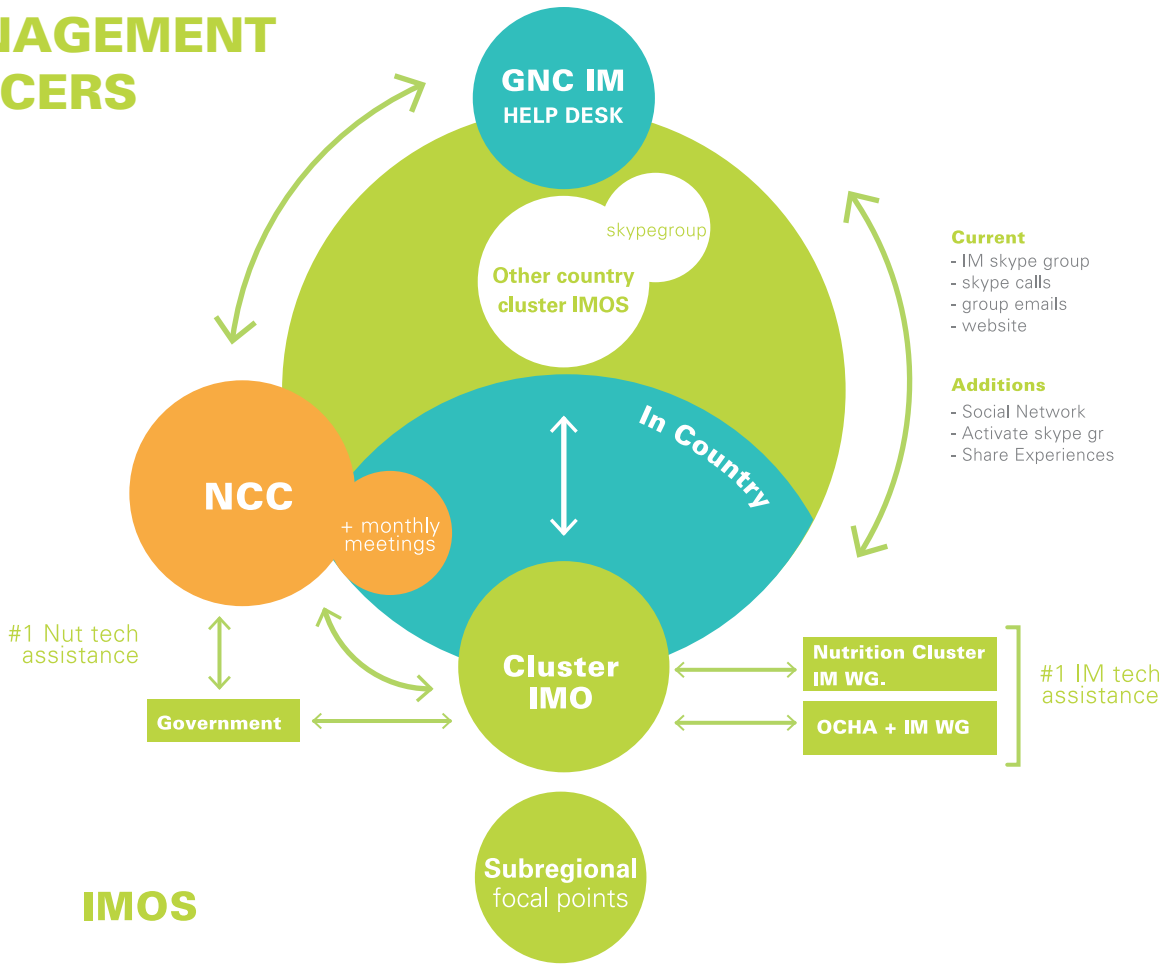 NAGEMENT
CERS
GNC IM
HELP DESK
skypegroup
Other country
cluster IMOS
Current
- IM skype group
- skype calls
- group emails
- website
Additions
- Social Network
- Activate skype gr
- Share Experiences
In Country
NCC
+ monthly
meetings
#1 Nut tech
assistance
Government
Cluster
IMO
Nutrition Cluster
IM WG.
OCHA + IM WG
#1 IM tech
assistance
Subregional
focal points
IMOS